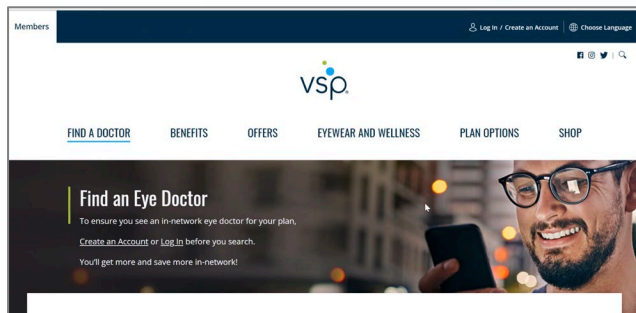 Members
Log In / Create an Account
Choose Language
vsp.
FIND A DOCTOR
BENEFITS
OFFERS
EYEWEAR AND WELLNESS
PLAN OPTIONS
SHOP
Find an Eye Doctor
To ensure you see an in-network eye doctor for your plan,
Create an Account or Log In before you search.
You'll get more and save more in-network!